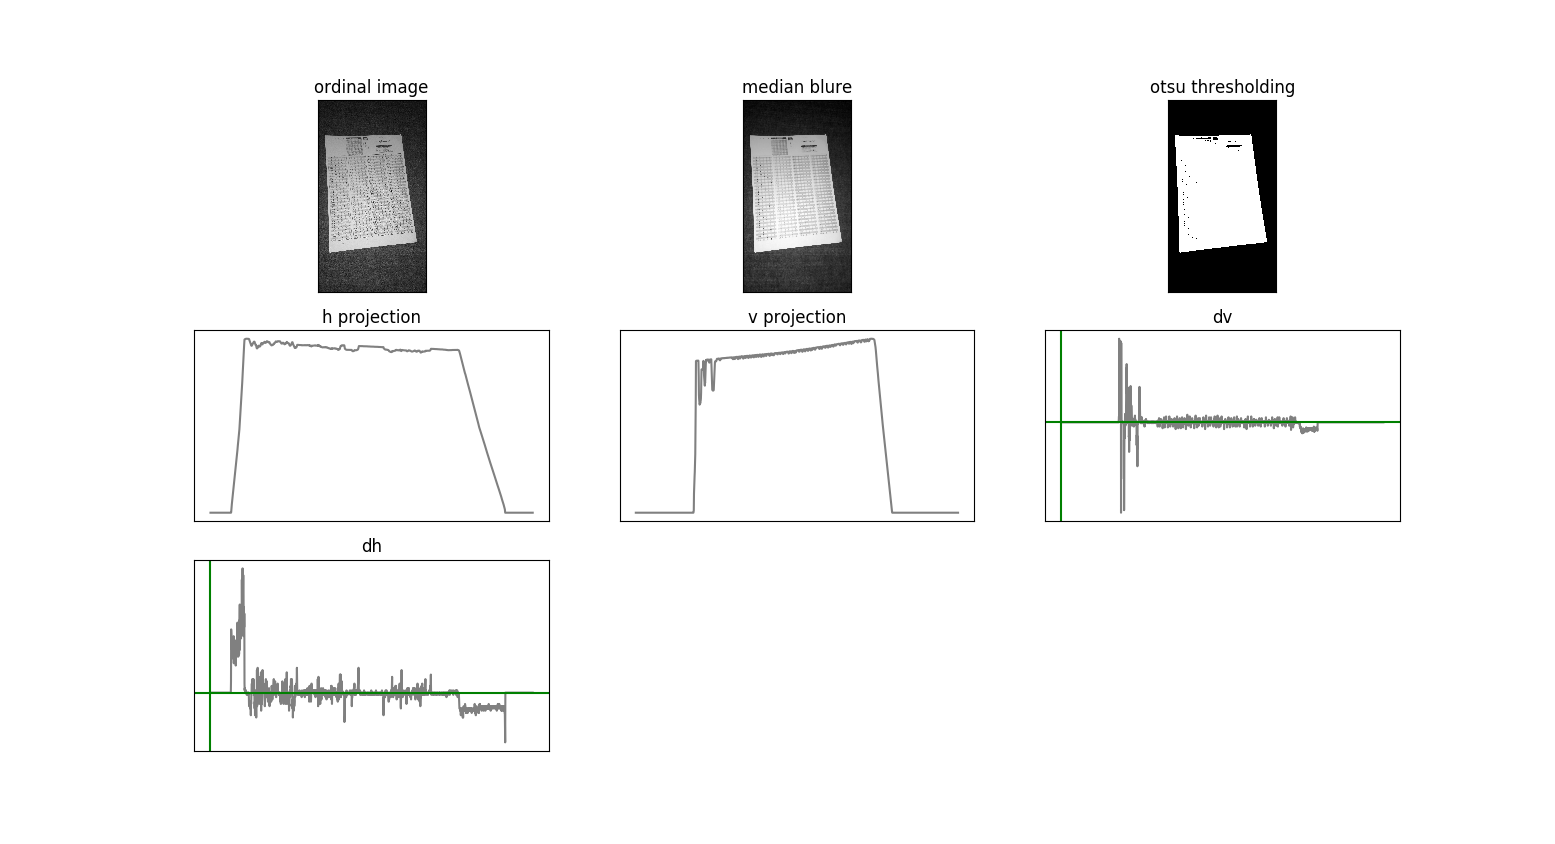 ordinal image
median blure
otsu thresholding
h projection
v projection
dv
dh